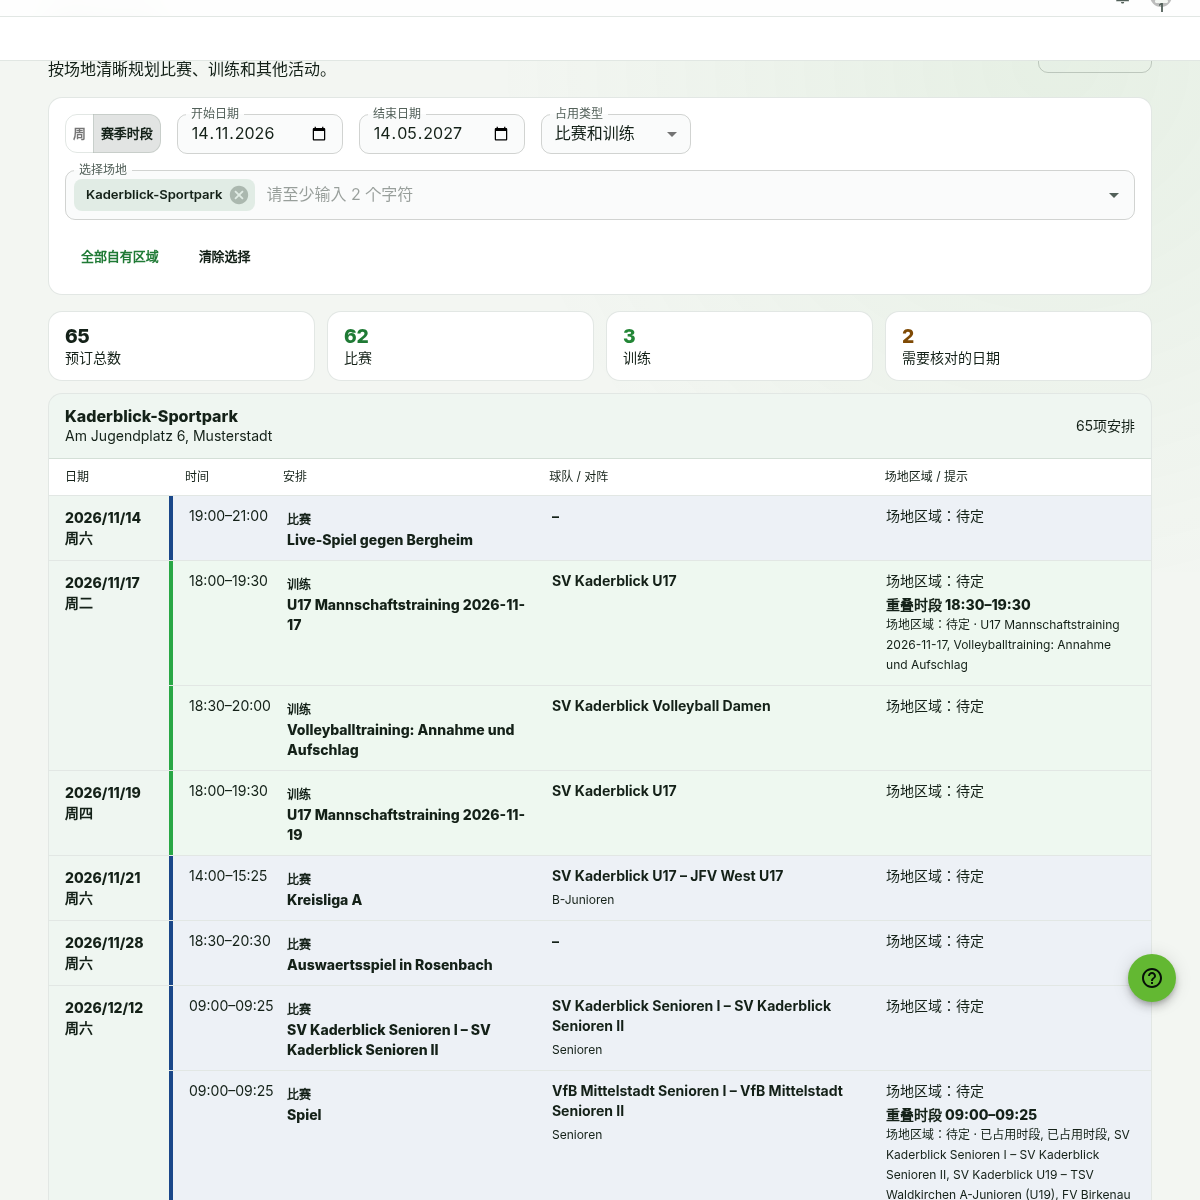 1
按场地清晰规划比赛、训练和其他活动。
周
赛季时段
开始日期
14.11.2026
结束日期
14.05.2027
占用类型
比赛和训练
选择场地
Kaderblick-Sportpark
请至少输入 2 个字符
全部自有区域
清除选择
65
预订总数
62
比赛
3
训练
2
需要核对的日期
Kaderblick-Sportpark
Am Jugendplatz 6, Musterstadt
65项安排
日期
时间
安排
球队 / 对阵
场地区域 / 提示
2026/11/14
周六
19:00–21:00
比赛
Live-Spiel gegen Bergheim
–
场地区域：待定
2026/11/17
周二
18:00–19:30
训练
U17 Mannschaftstraining 2026-11-
17
SV Kaderblick U17
场地区域：待定
重叠时段 18:30–19:30
场地区域：待定 · U17 Mannschaftstraining
2026-11-17, Volleyballtraining: Annahme
und Aufschlag
18:30–20:00
训练
Volleyballtraining: Annahme und
Aufschlag
SV Kaderblick Volleyball Damen
场地区域：待定
2026/11/19
周四
18:00–19:30
训练
U17 Mannschaftstraining 2026-11-
19
SV Kaderblick U17
场地区域：待定
2026/11/21
周六
14:00–15:25
比赛
Kreisliga A
SV Kaderblick U17 – JFV West U17
B-Junioren
场地区域：待定
2026/11/28
周六
18:30–20:30
比赛
Auswaertsspiel in Rosenbach
–
场地区域：待定
2026/12/12
周六
09:00–09:25
比赛
SV Kaderblick Senioren I – SV
Kaderblick Senioren II
SV Kaderblick Senioren I – SV Kaderblick
Senioren II
Senioren
场地区域：待定
09:00–09:25
比赛
Spiel
VfB Mittelstadt Senioren I – VfB Mittelstadt
Senioren II
Senioren
场地区域：待定
重叠时段 09:00–09:25
场地区域：待定 · 已占用时段, 已占用时段, SV
Kaderblick Senioren I – SV Kaderblick
Senioren II, SV Kaderblick U19 – TSV
Waldkirchen A-Junioren (U19), FV Birkenau